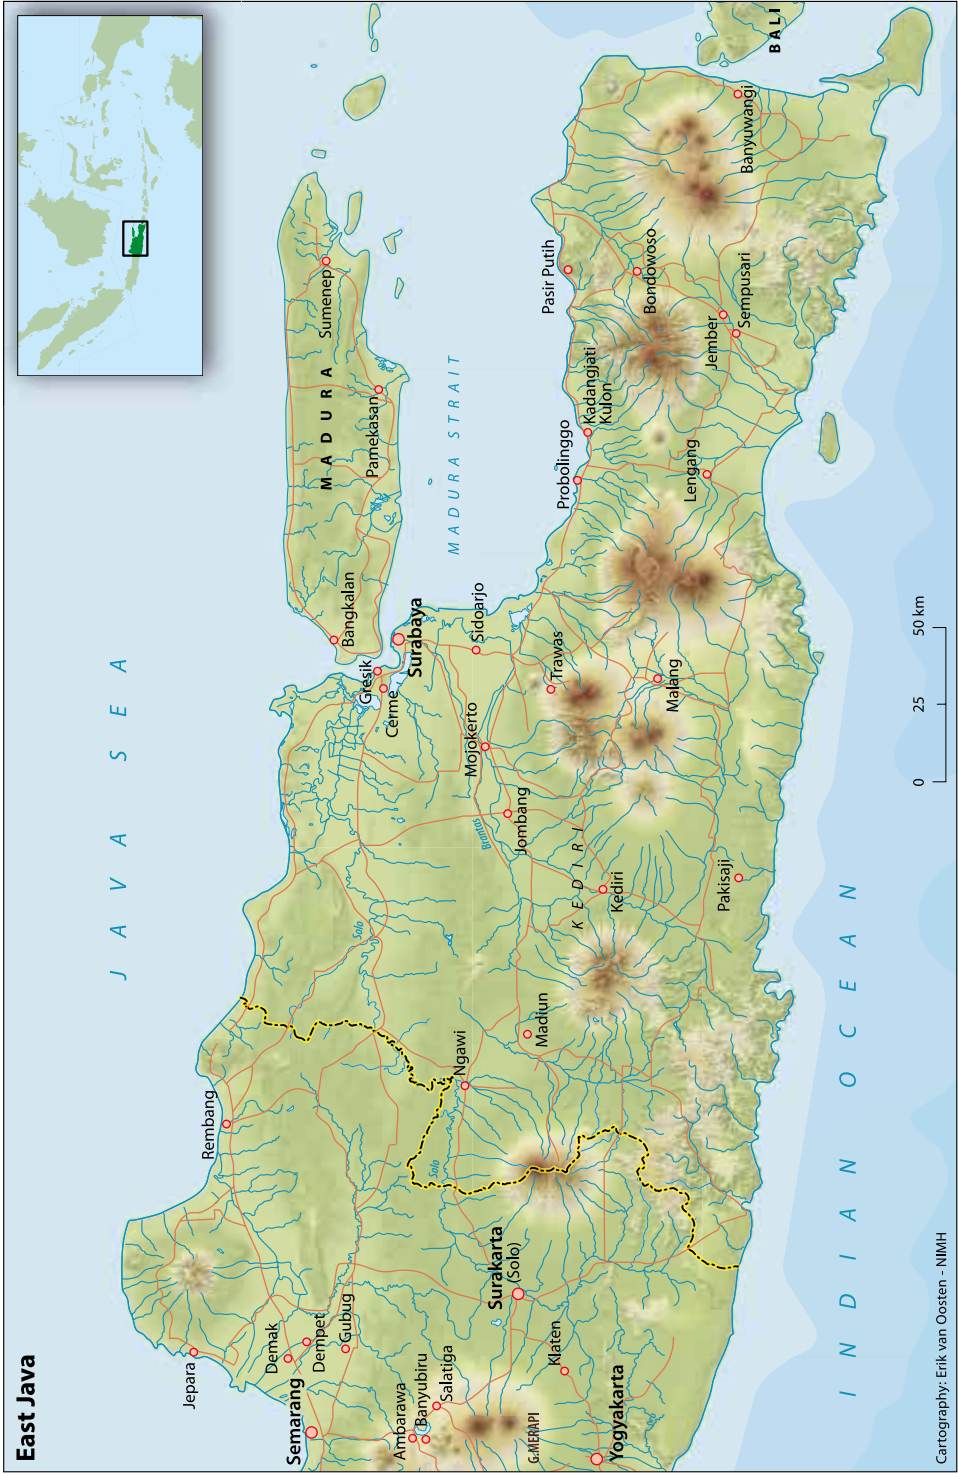 East Java
JAVA SEA
Jepara
Rembang
Demak
Dempet
Gubug
Semarang
Ambarawa
Banyubiru
Salatiga
G.MERAPI
Klaten
Yogyakarta
Surakarta
(Solo)
Solo
Ngawi
Madiun
Solo
KEDIRI
Kediri
Pakisaji
Brantas
Jombang
Mojokerto
Gresik
Cerme
Surabaya
Sidoarjo
Trawas
Malang
Bangkalan
MADURA
Pamekasan
Sumenep
MADURA STRAIT
Probolinggo
Kadangjati
Kulon
Lengang
Pasir Putih
Bondowoso
Jember
Sempusari
Banyuwangi
BALI
INDIAN OCEAN
0 25 50 km
Cartography: Erik van Oosten - NIMH